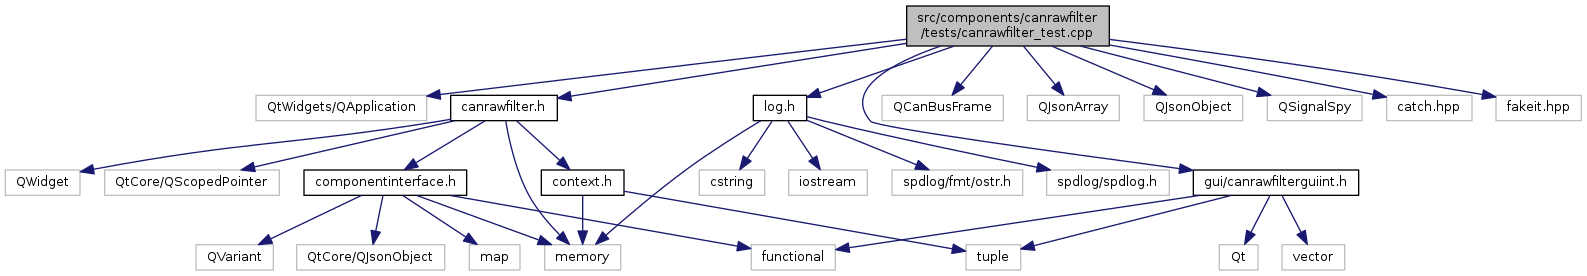 src/components/canrawfilter
/tests/canrawfilter_test.cpp
QtWidgets/QApplication
canrawfilter.h
log.h
QCanBusFrame
QJsonArray
QJsonObject
QSignalSpy
catch.hpp
fakeit.hpp
QWidget
QtCore/QScopedPointer
componentinterface.h
context.h
cstring
iostream
spdlog/fmt/ostr.h
spdlog/spdlog.h
gui/canrawfilterguiint.h
QVariant
QtCore/QJsonObject
map
memory
functional
tuple
Qt
vector